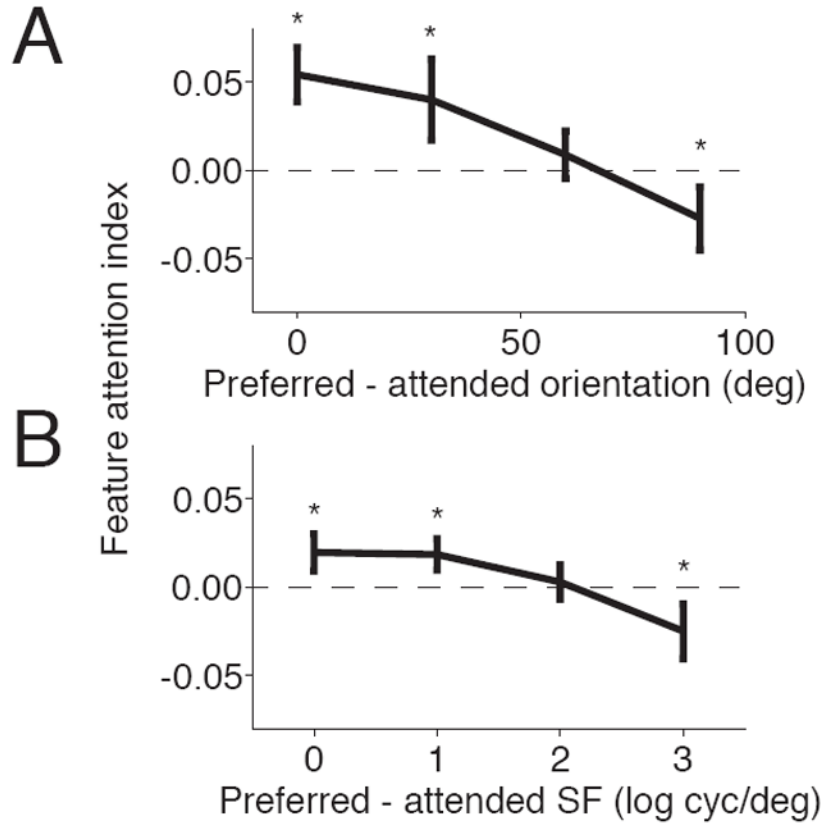 A
* * *
0.05
0.00
-0.05
0 50 100
Preferred - attended orientation (deg)
Feature attention index
B
* * *
0.05
0.00
-0.05
0 1 2 3
Preferred - attended SF (log cyc/deg)